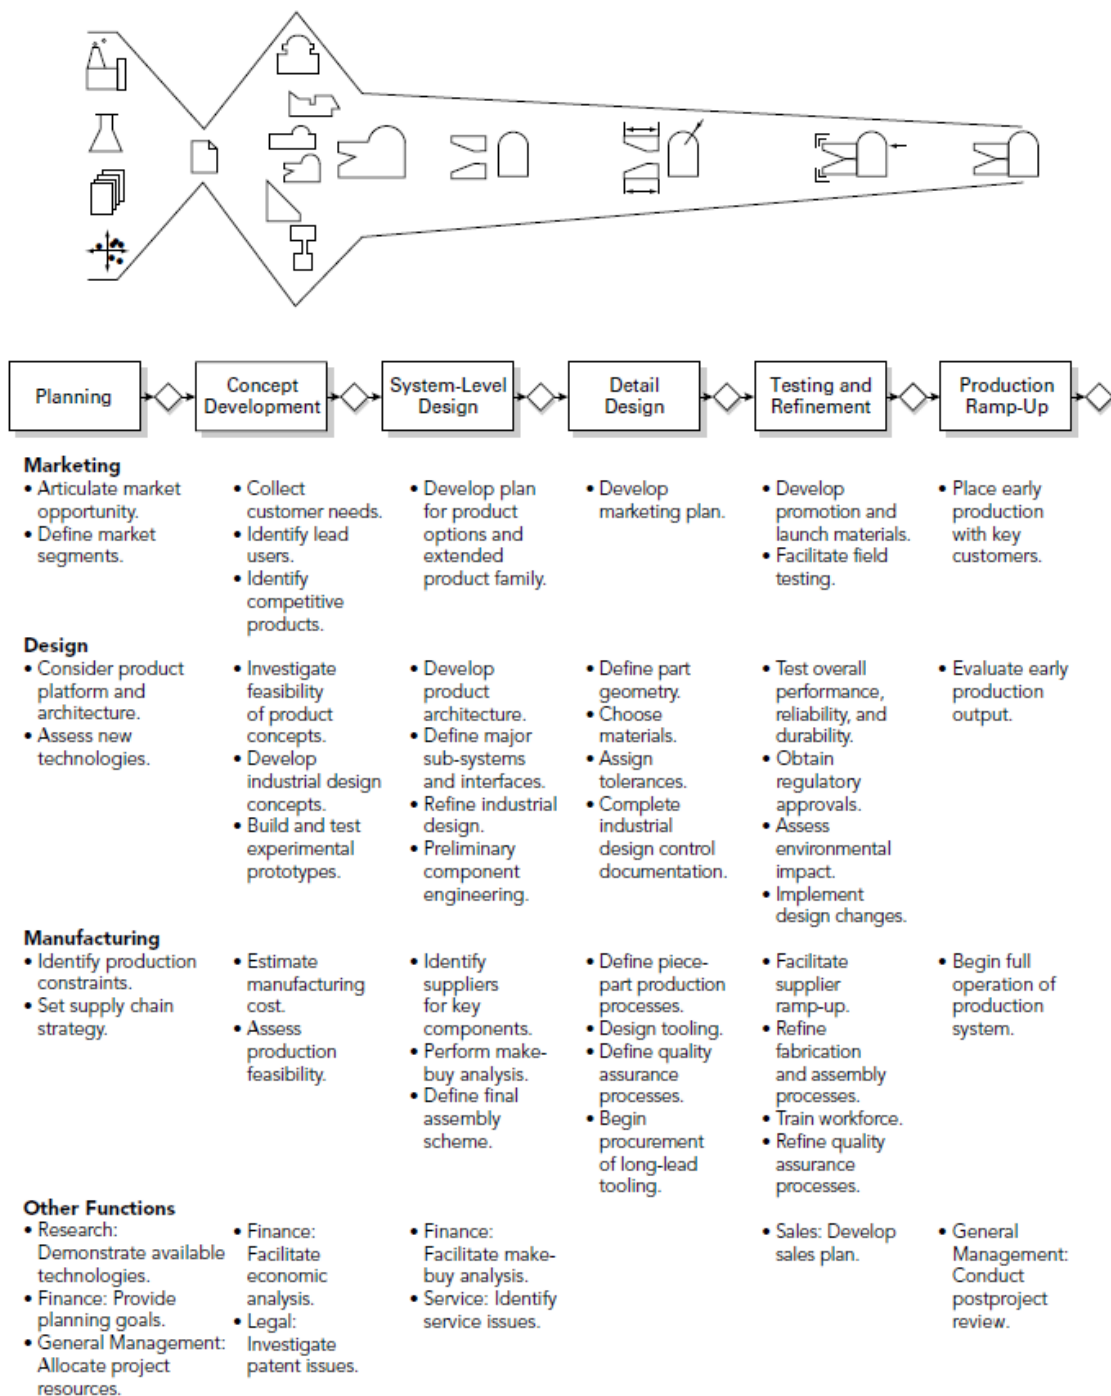 Planning
Concept
Development
System-Level
Design
Detail
Design
Testing and
Refinement
Production
Ramp-Up
Marketing
• Articulate market
opportunity.
• Define market
segments.
• Collect
customer needs.
• Identify lead
users.
• Identify
competitive
products.
• Develop plan
for product
options and
extended
product family.
• Develop
marketing plan.
• Develop
promotion and
launch materials.
• Facilitate field
testing.
• Place early
production
with key
customers.
Design
• Consider product
platform and
architecture.
• Assess new
technologies.
• Investigate
feasibility
of product
concepts.
• Develop
industrial design
concepts.
• Build and test
experimental
prototypes.
• Develop
product
architecture.
• Define major
sub-systems
and interfaces.
• Refine industrial
design.
• Preliminary
component
engineering.
• Define part
geometry.
• Choose
materials.
• Assign
tolerances.
• Complete
industrial
design control
documentation.
• Test overall
performance,
reliability, and
durability.
• Obtain
regulatory
approvals.
• Assess
environmental
impact.
• Implement
design changes.
• Evaluate early
production
output.
Manufacturing
• Identify production
constraints.
• Set supply chain
strategy.
• Estimate
manufacturing
cost.
• Assess
production
feasibility.
• Identify
suppliers
for key
components.
• Perform make-
buy analysis.
• Define final
assembly
scheme.
• Define piece-
part production
processes.
• Design tooling.
• Define quality
assurance
processes.
• Begin
procurement
of long-lead
tooling.
• Facilitate
supplier
ramp-up.
• Refine
fabrication
and assembly
processes.
• Train workforce.
• Refine quality
assurance
processes.
• Begin full
operation of
production
system.
Other Functions
• Research:
Demonstrate available
technologies.
• Finance: Provide
planning goals.
• General Management:
Allocate project
resources.
• Finance:
Facilitate
economic
analysis.
• Legal:
Investigate
patent issues.
• Finance:
Facilitate make-
buy analysis.
• Service: Identify
service issues.
• Sales: Develop
sales plan.
• General
Management:
Conduct
postproject
review.